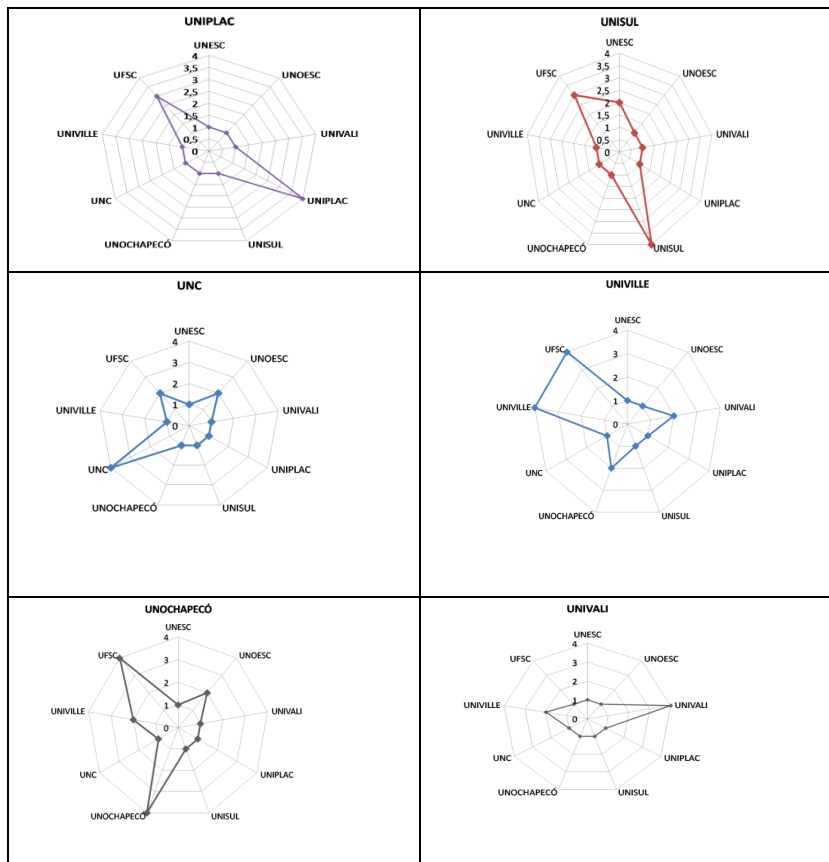 UNIPLAC
UNESC
4
UFSC
3,5
UNOESC
3
2,5
2
UNIVILLE
1,5
UNIVALI
1
0,5
0
UNC
UNIPLAC
UNOCHAPECÓ
UNISUL
UNISUL
UNESC
4
UFSC
3,5
UNOESC
3
2,5
2
UNIVILLE
1,5
UNIVALI
1
0,5
0
UNC
UNIPLAC
UNOCHAPECÓ
UNISUL
UNC
UNESC
4
UFSC
UNOESC
3
2
UNIVILLE
UNIVALI
1
0
UNC
UNIPLAC
UNOCHAPECÓ
UNISUL
UNIVILLE
UNESC
4
UFSC
UNOESC
3
2
UNIVILLE
UNIVALI
1
0
UNC
UNIPLAC
UNOCHAPECÓ
UNISUL
UNOCHAPECÓ
UNESC
4
UFSC
UNOESC
3
2
UNIVILLE
UNIVALI
1
0
UNC
UNIPLAC
UNOCHAPECÓ
UNISUL
UNIVALI
UNESC
4
UFSC
UNOESC
3
2
UNIVILLE
UNIVALI
1
0
UNC
UNIPLAC
UNOCHAPECÓ
UNISUL